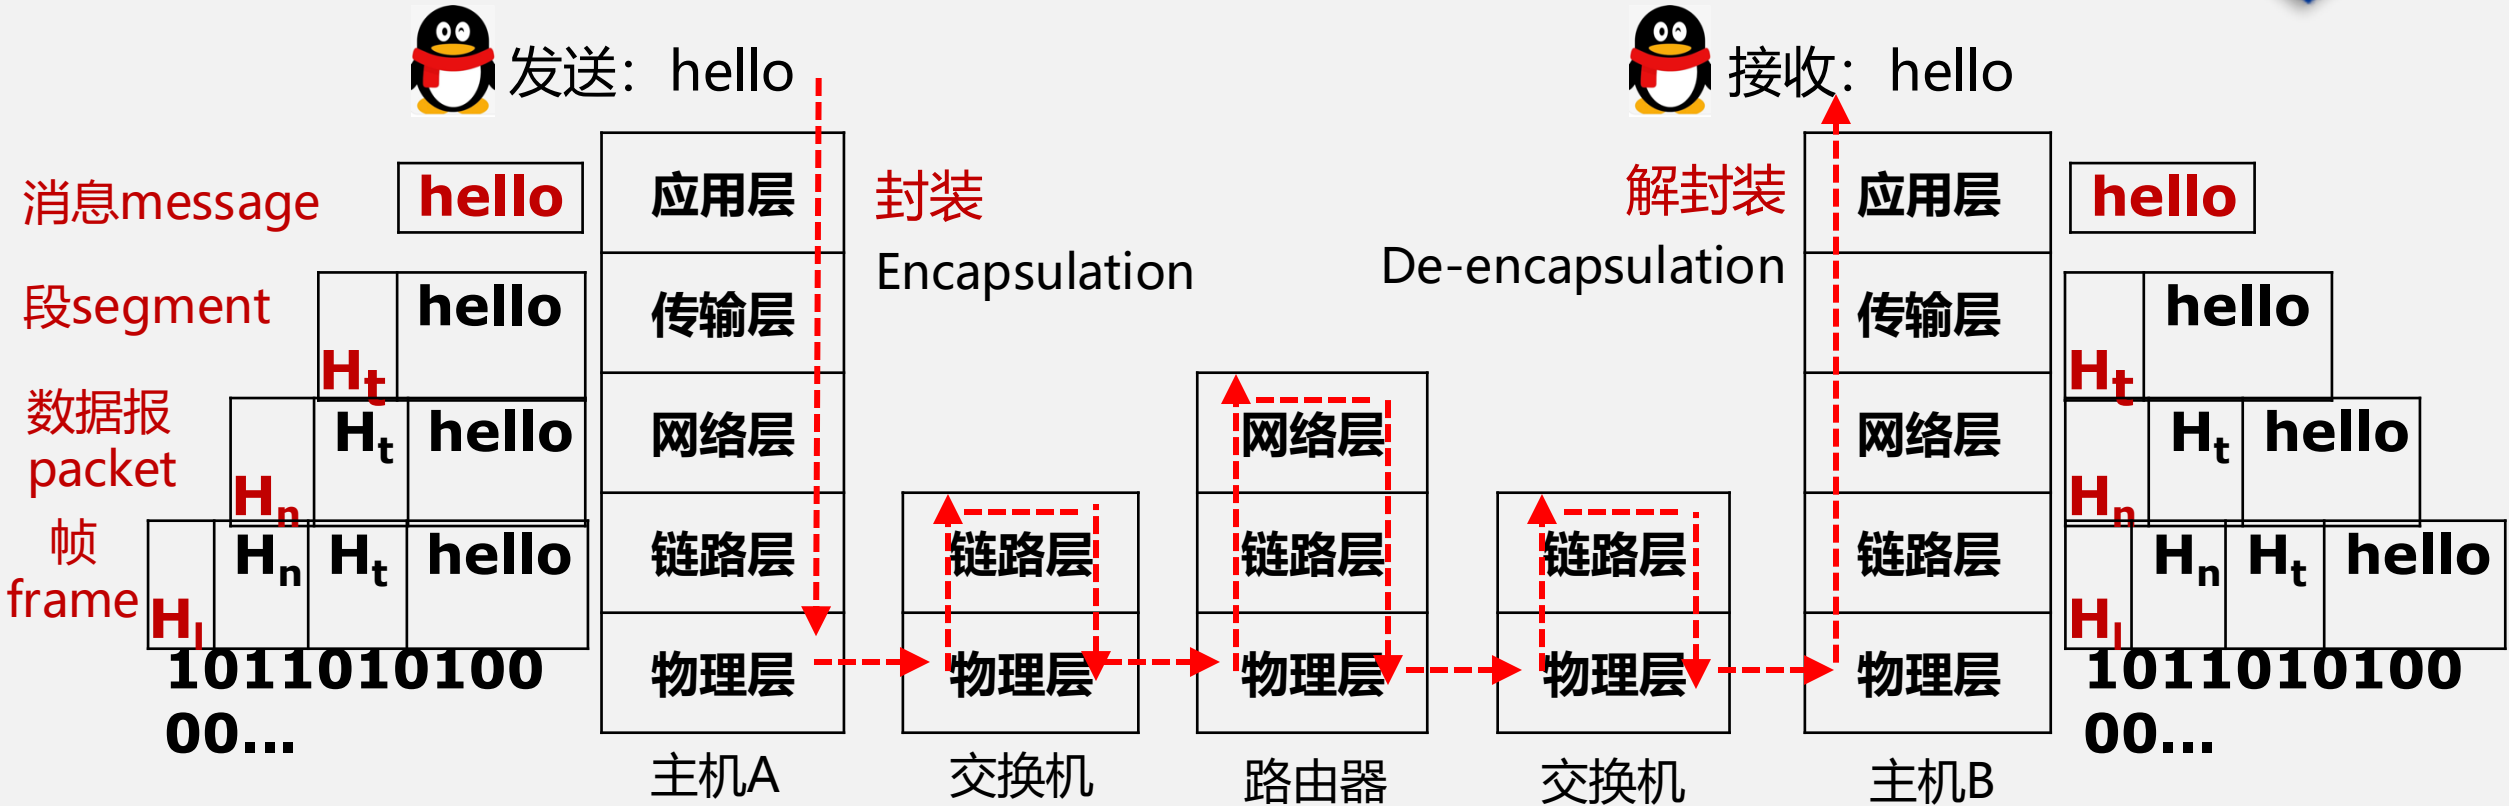 发送：hello
接收：hello
消息message
hello
应用层
封装
解封装
应用层
hello
Encapsulation
De-encapsulation
段segment
Ht hello
传输层
传输层
Ht hello
数据报
packet
Hn Ht hello
网络层
网络层
网络层
Hn Ht hello
帧
frame
Hl Hn Ht hello
链路层
链路层
链路层
链路层
链路层
Hl Hn Ht hello
1011010100
00...
物理层
物理层
物理层
物理层
物理层
1011010100
00...
主机A
交换机
路由器
交换机
主机B